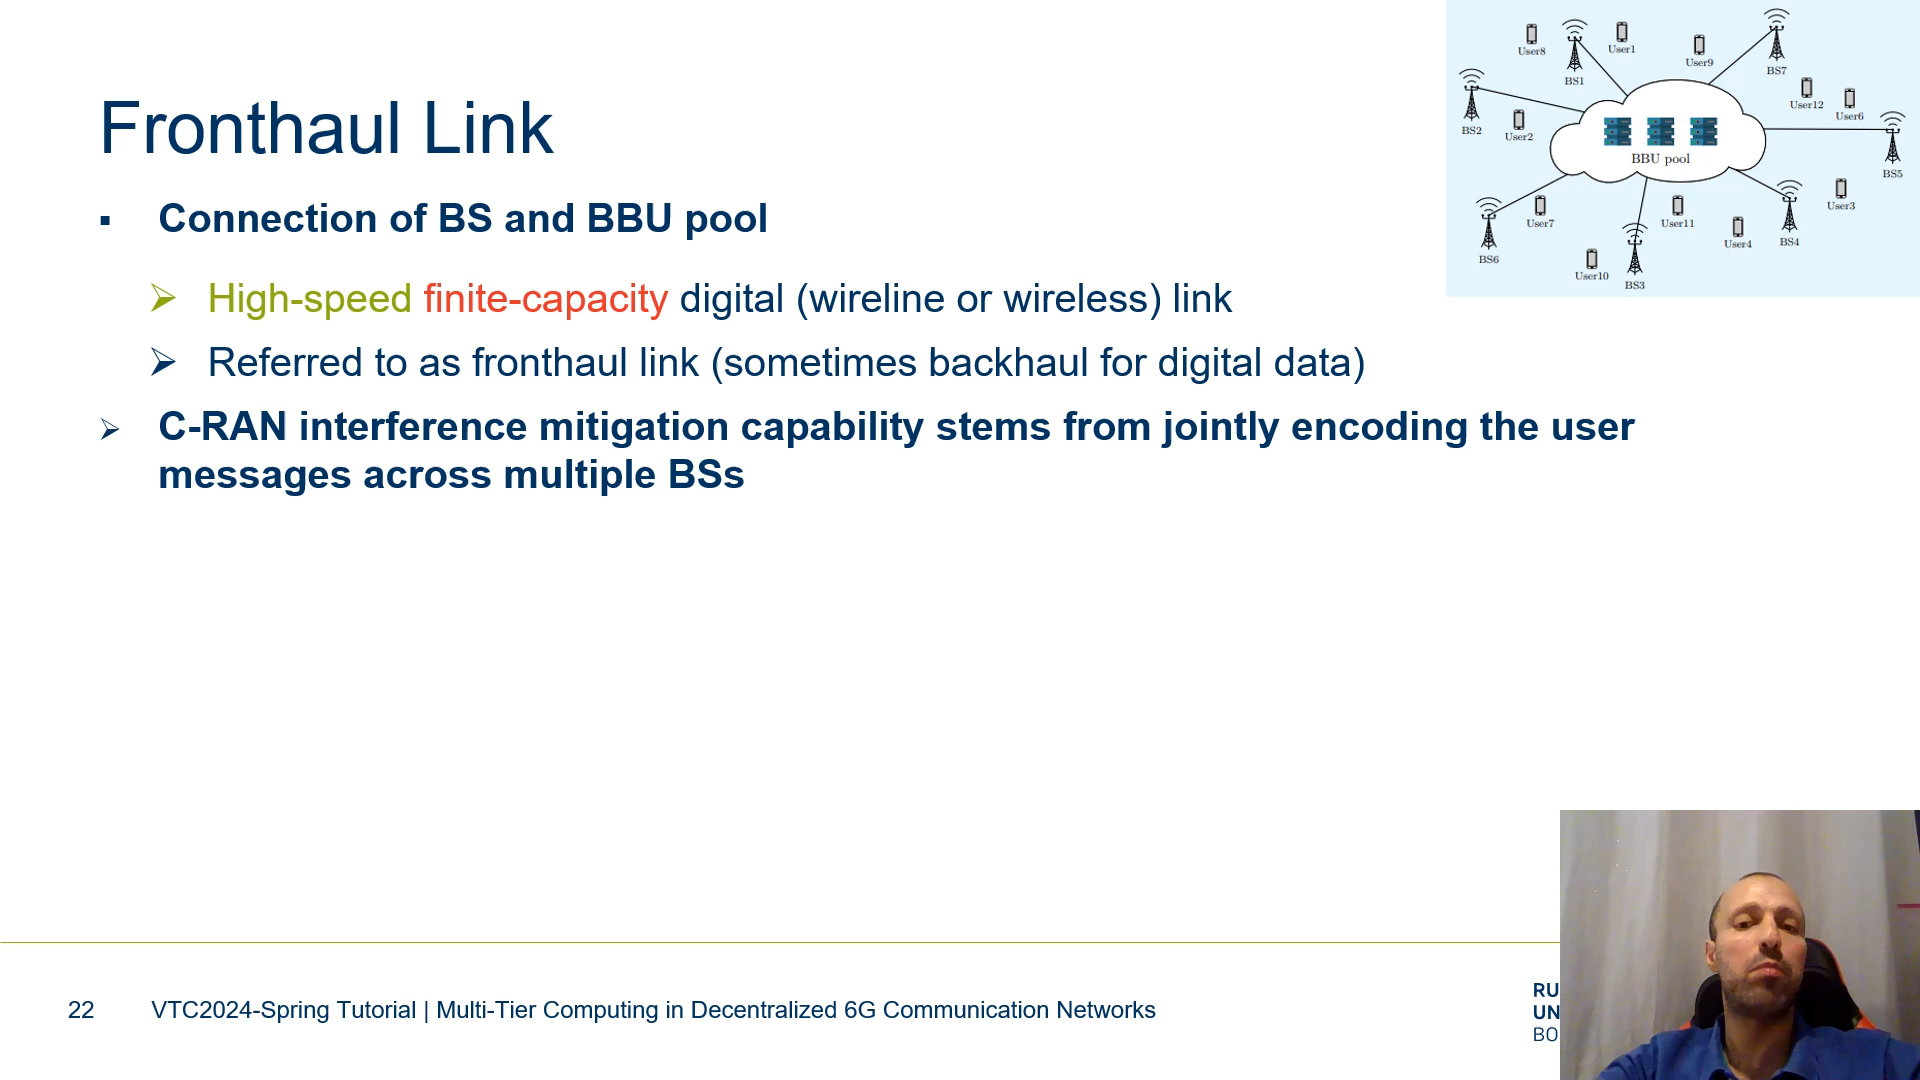 Fronthaul Link
▪ Connection of BS and BBU pool
➢ High-speed finite-capacity digital (wireline or wireless) link
➢ Referred to as fronthaul link (sometimes backhaul for digital data)
➢ C-RAN interference mitigation capability stems from jointly encoding the user
messages across multiple BSs
User8
BS1
User1
User9
BS7
BS2
User2
User12
User6
BBU pool
BS5
User7
User11
User3
BS6
User4
BS4
User10
BS3
22
VTC2024-Spring Tutorial | Multi-Tier Computing in Decentralized 6G Communication Networks
RU
UN
BO